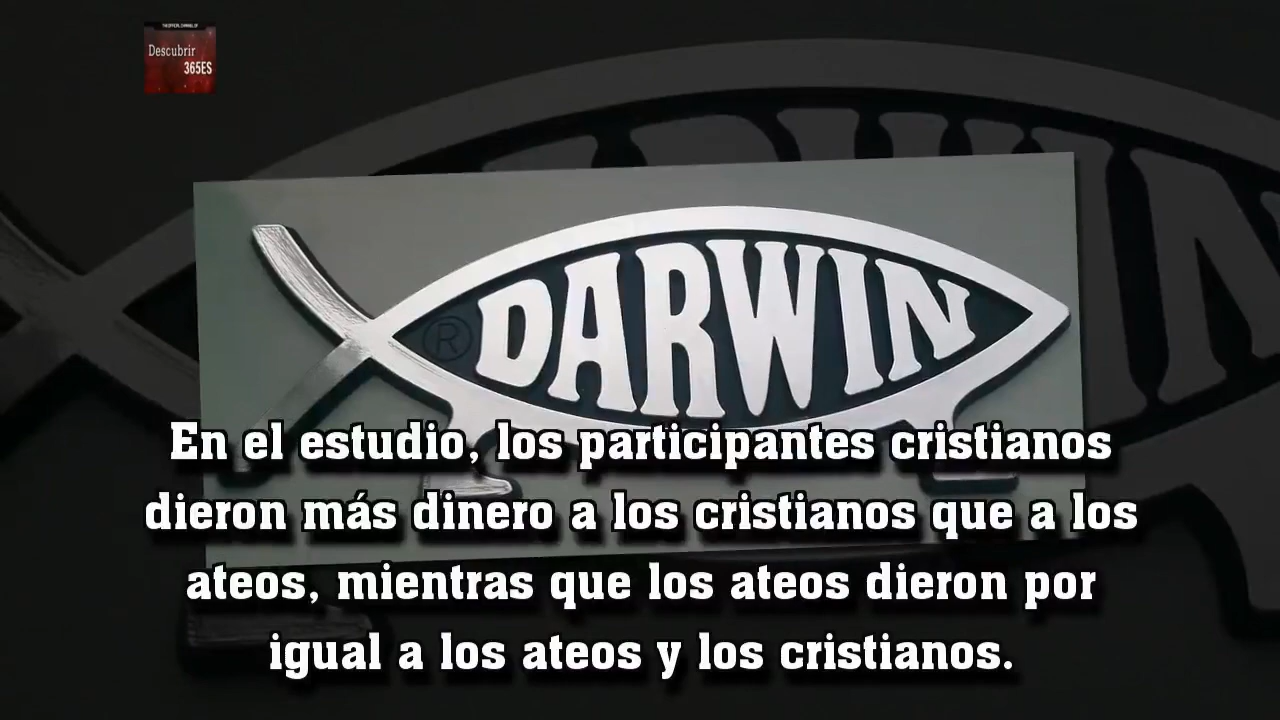 Descubrir
365ES
DARWIN
®
En el estudio, los participantes cristianos
dieron más dinero a los cristianos que a los
ateos, mientras que los ateos dieron por
igual a los ateos y los cristianos.